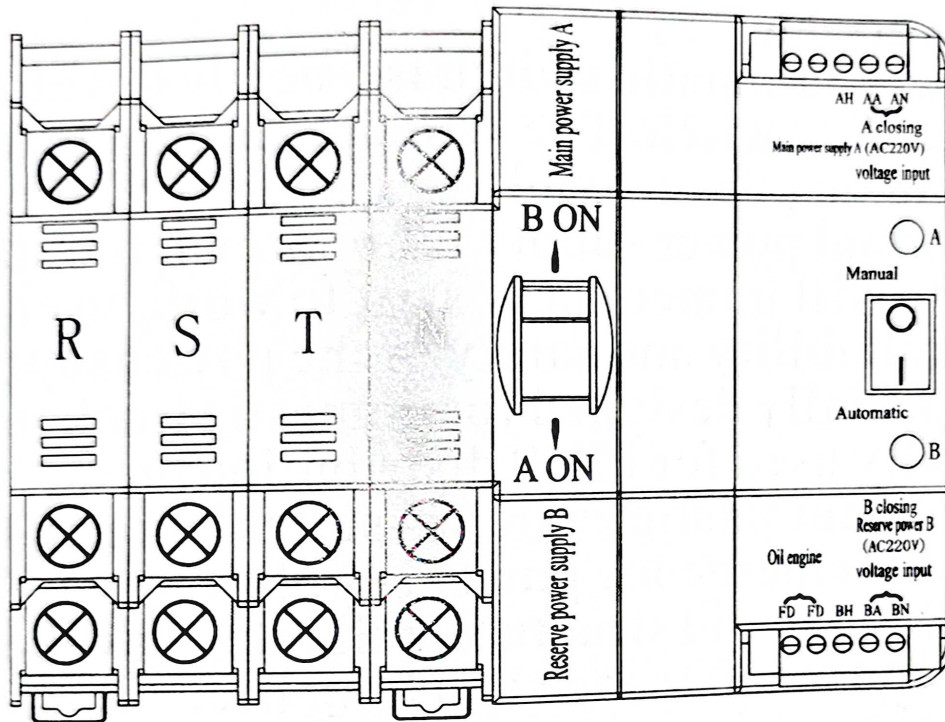 Main power supply A
AH AA AN
A closing
Main power supply A (AC220V)
voltage input
B ON
A
Manual
R S T N
Automatic
A ON
B
Reserve power supply B
B closing
Reserve power B
(AC220V)
Oil engine
voltage input
FD FD BH BA BN